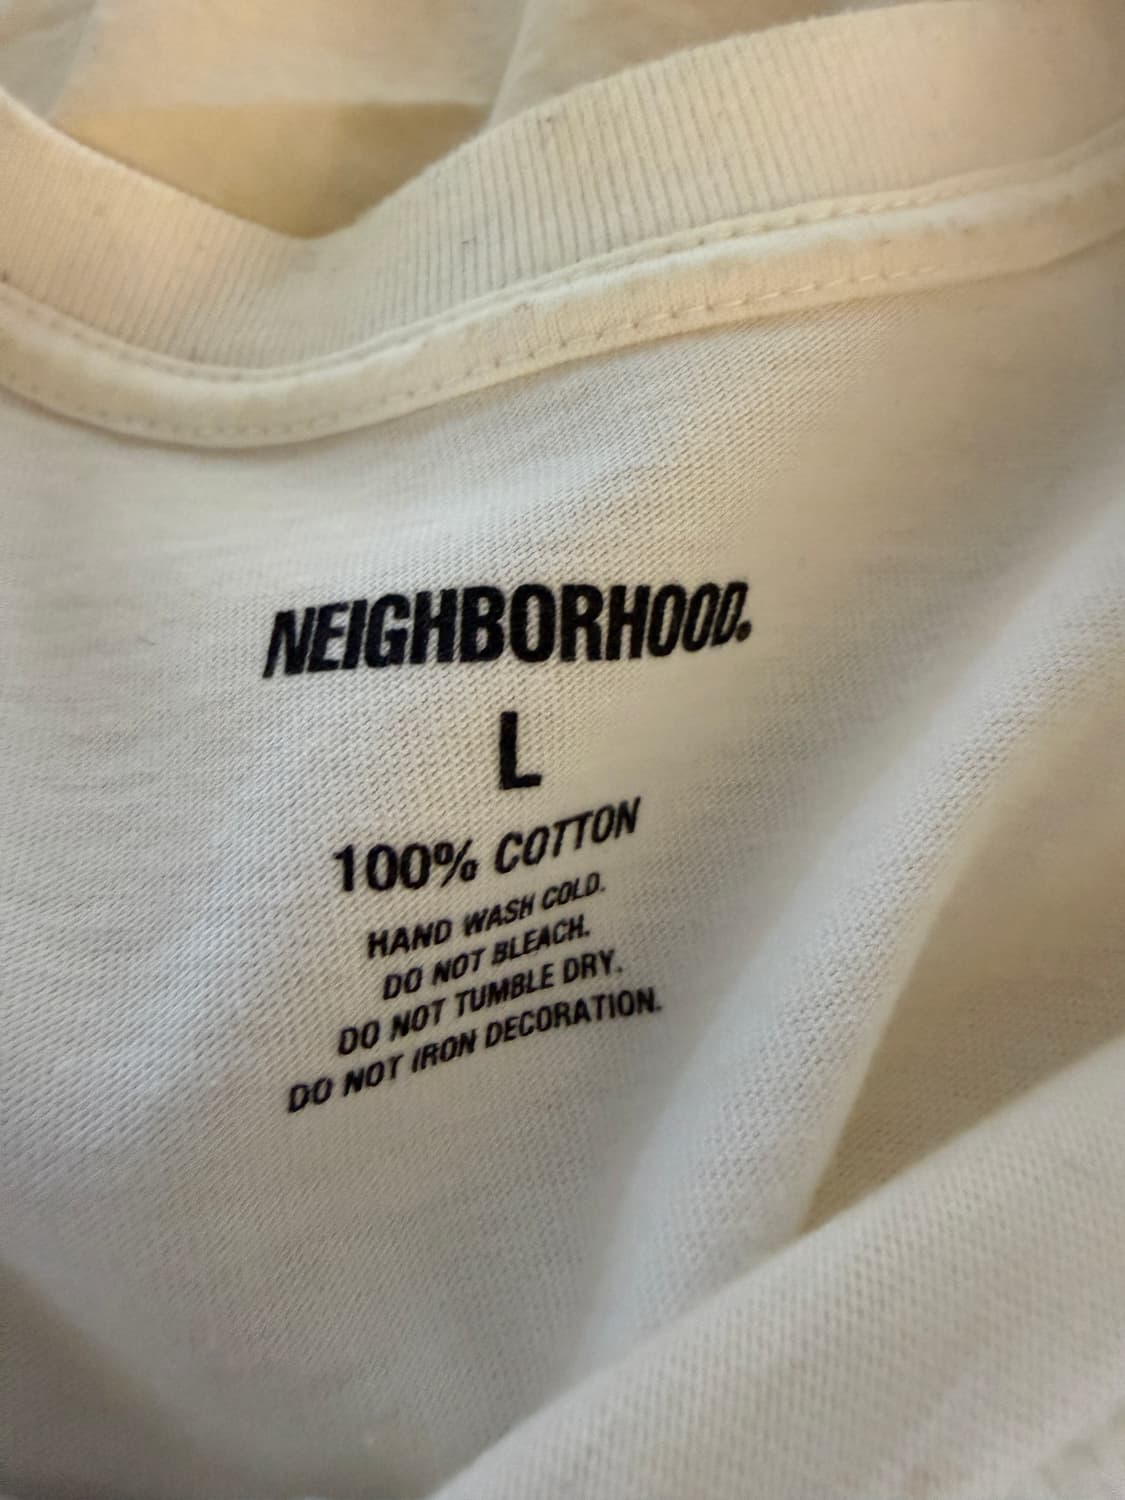 NEIGHBORHOOD®
L
100% COTTON
HAND WASH COLD.
DO NOT BLEACH.
DO NOT TUMBLE DRY.
DO NOT IRON DECORATION.